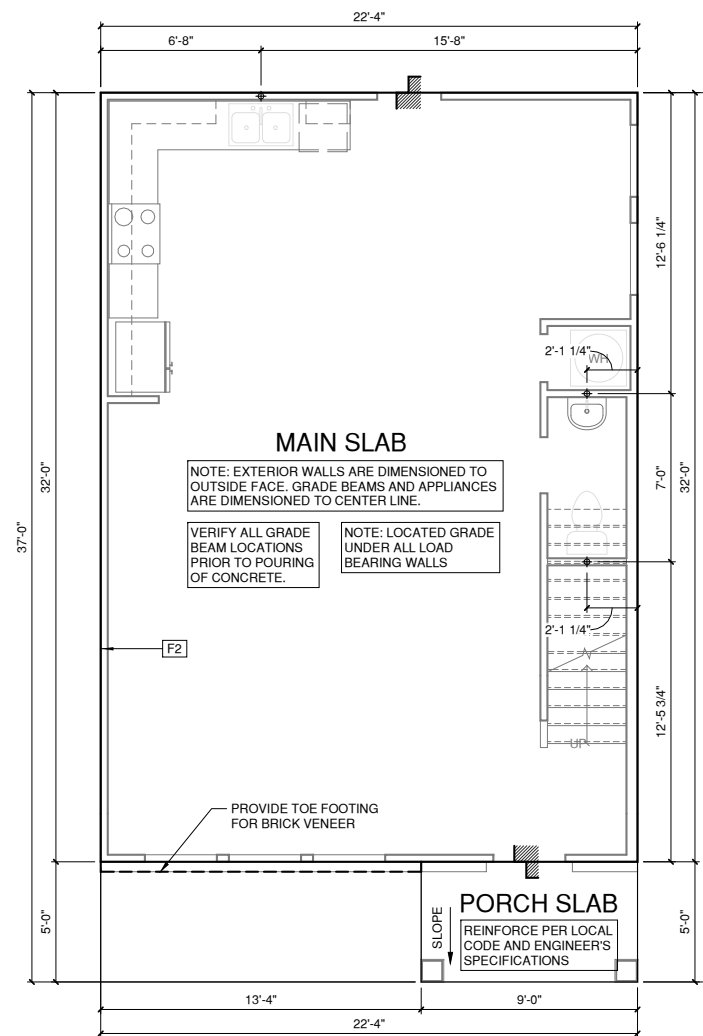 22'-4"
6'-8"
15'-8"
12'-6 1/4"
2'-1 1/4"
WH
MAIN SLAB
NOTE: EXTERIOR WALLS ARE DIMENSIONED TO
OUTSIDE FACE. GRADE BEAMS AND APPLIANCES
ARE DIMENSIONED TO CENTER LINE.
VERIFY ALL GRADE
BEAM LOCATIONS
PRIOR TO POURING
OF CONCRETE.
NOTE: LOCATED GRADE
UNDER ALL LOAD
BEARING WALLS
37'-0"
32'-0"
7'-0"
32'-0"
2'-1 1/4"
F2
UP
12'-5 3/4"
PROVIDE TOE FOOTING
FOR BRICK VENEER
5'-0"
SLOPE
PORCH SLAB
REINFORCE PER LOCAL
CODE AND ENGINEER'S
SPECIFICATIONS
5'-0"
13'-4"
9'-0"
22'-4"